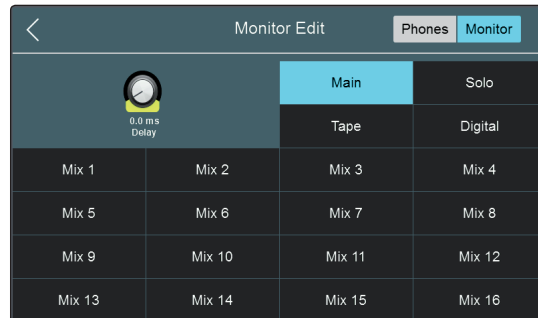 Monitor Edit Phones Monitor
Main Solo
0.0 ms
Delay
Tape Digital
Mix 1 Mix 2 Mix 3 Mix 4
Mix 5 Mix 6 Mix 7 Mix 8
Mix 9 Mix 10 Mix 11 Mix 12
Mix 13 Mix 14 Mix 15 Mix 16